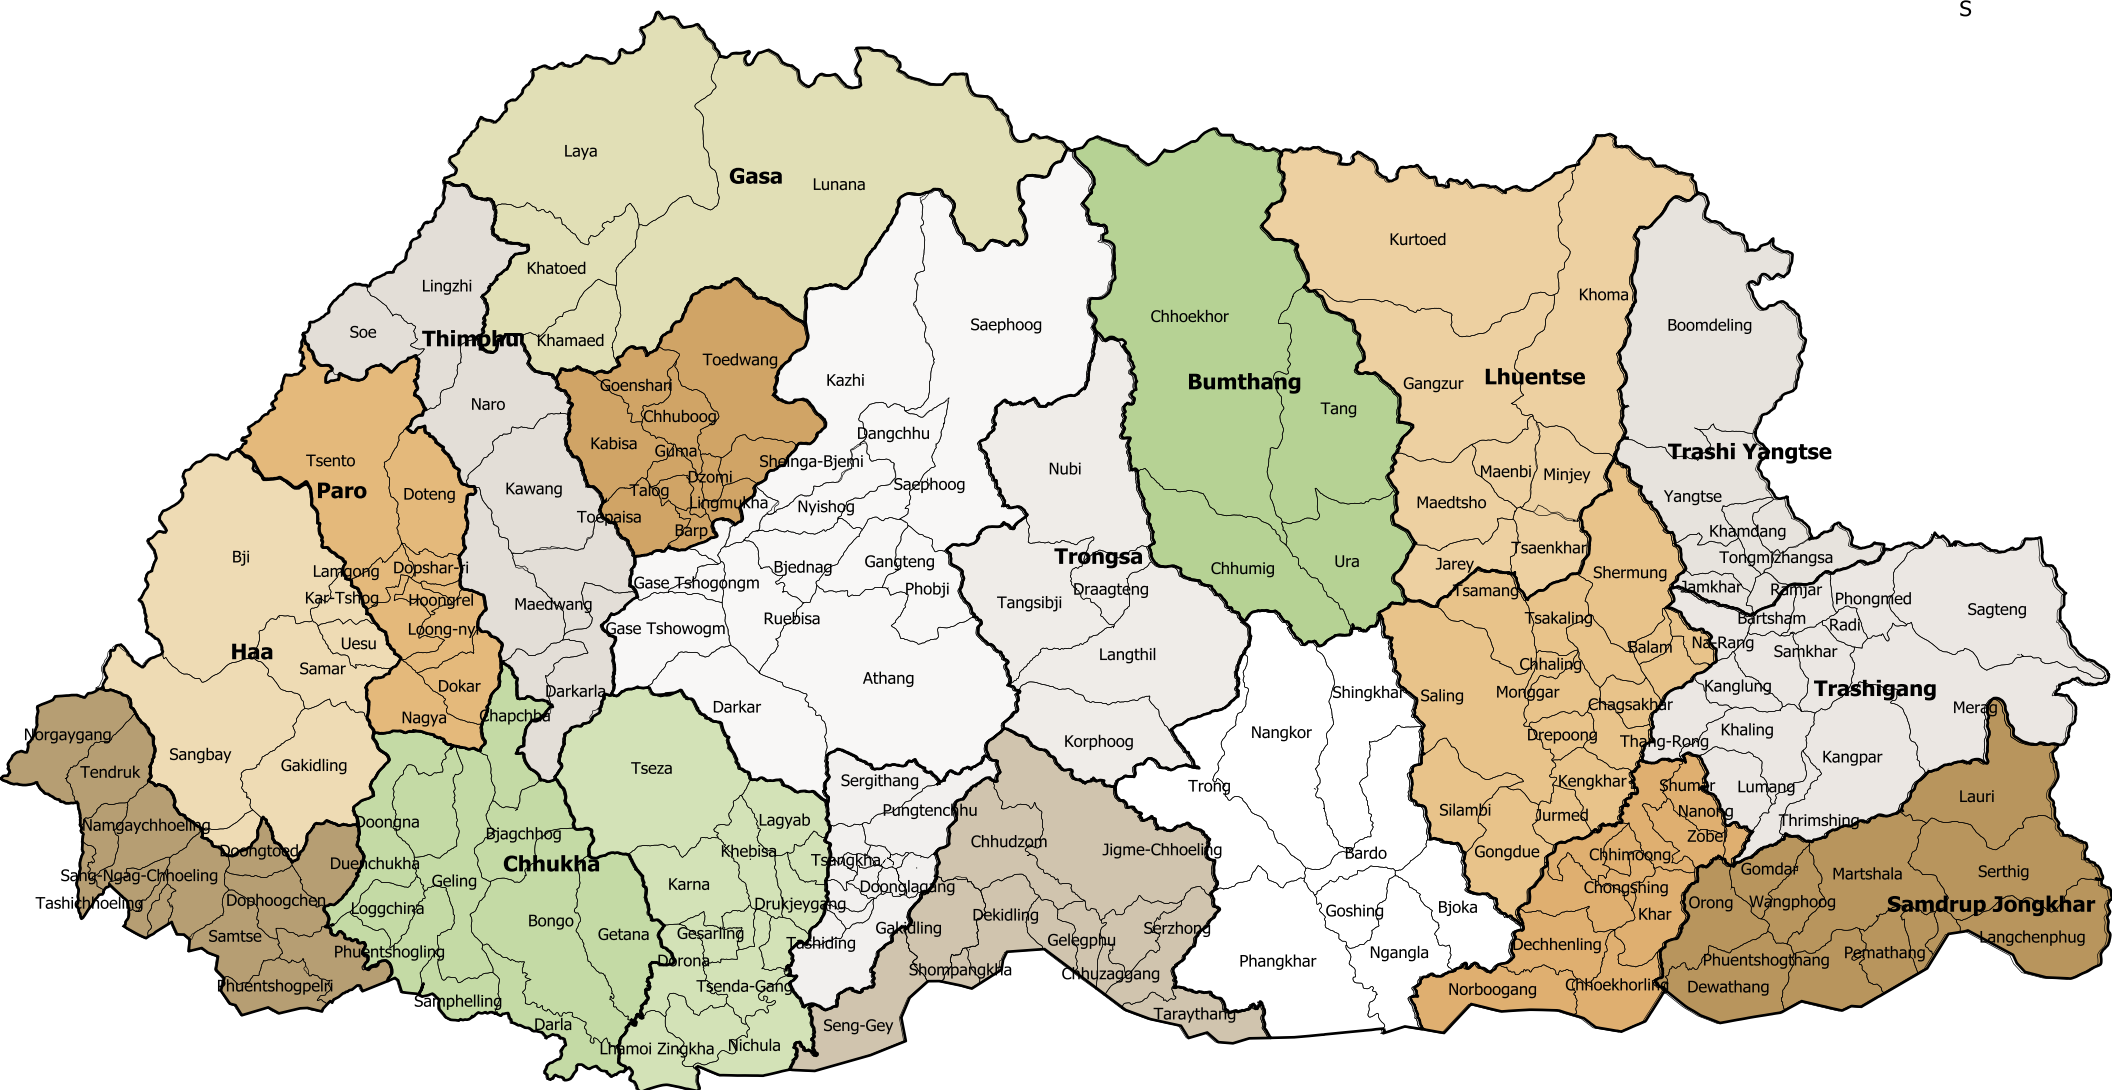 S
Laya
Gasa
Lunana
Kurtoed
Khatoed
Lingzhi
Khoma
Chhoekhor
Saephoog
Boomdeling
Soe
Thimphu
Khamaed
Toedwang
Kazhi
Bumthang
Gangzur
Lhuentse
Goenshari
Naro
Chhuboog
Tang
Dangchhu
Kabisa
Guma
Trashi Yangtse
Tsento
Paro
Sheinga-Bjemi
Nubi
Maenbi
Minjey
Doteng
Kawang
Talog
Dzomi
Saephoog
Yangtse
Lingmukha
Nyishog
Maedtsho
Toepaisa
Barp
Khamdang
Bji
Tsaenkhar
Trongsa
Tongmizhangsa
Lamgong
Dopshar-ri
Bjednag
Gangteng
Chhumig
Ura
Jarey
Shermung
Gase Tshogongm
Phobji
Draagteng
Tsamang
Jamkhar
Ramjar
Kar-Tshog
Hoongrel
Maedwang
Tangsibji
Phongmed
Sagteng
Ruebisa
Tsakaling
Bartsham
Radi
Loong-nyi
Gase Tshowogm
Uesu
Balam
Na-Rang
Haa
Samar
Langthil
Samkhar
Chhaling
Dokar
Darkarla
Athang
Shingkhar
Saling
Monggar
Kanglung
Trashigang
Nagya
Chapchha
Darkar
Chagsakhar
Merag
Norgaygang
Nangkor
Drepoong
Khaling
Sangbay
Gakidling
Tseza
Korphoog
Thang-Rong
Kangpar
Tendruk
Sergithang
Trong
Kengkhar
Shumar
Lumang
Lauri
Namgaychhoeling
Doongna
Bjagchhog
Lagyab
Pungtenchhu
Silambi
Jurmed
Nanong
Thrimshing
Doongtoed
Khebisa
Chhudzom
Jigme-Chhoeling
Bardo
Gongdue
Zobel
Duenchukha
Chhukha
Tsangkha
Chhimoong
Sang-Ngag-Chhoeling
Geling
Karna
Doonglagang
Chongshing
Gomdar
Martshala
Serthig
Tashichhoeling
Dophoogchen
Loggchina
Drukjeygang
Dekidling
Goshing
Bjoka
Khar
Orong
Wangphoog
Samdrup Jongkhar
Samtse
Bongo
Getana
Gesarling
Tashiding
Gakidling
Gelegphu
Serzhong
Dechhenling
Langchenphug
Phuentshogling
Dorona
Ngangla
Phangkhar
Phuentshogthang
Pemathang
Phuentshogpelri
Tsenda-Gang
Shompangkha
Chhuzaggang
Norboogang
Chhoekhorling
Dewathang
Samphelling
Taraythang
Darla
Seng-Gey
Lhamoi Zingkha
Nichula